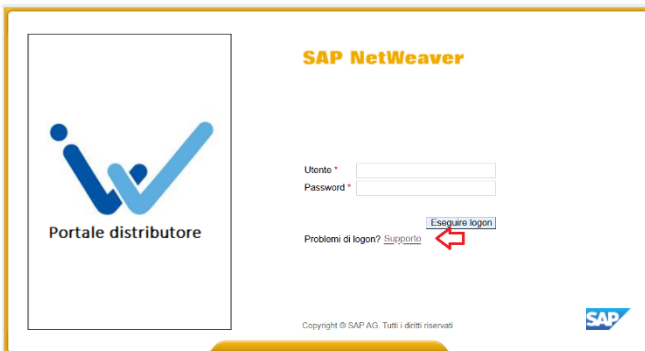 SAP NetWeaver
Portale distributore
Utente *
Password *
Eseguire logon
Problemi di logon? Supporto
Copyright © SAP AG. Tutti i diritti riservati
SAP